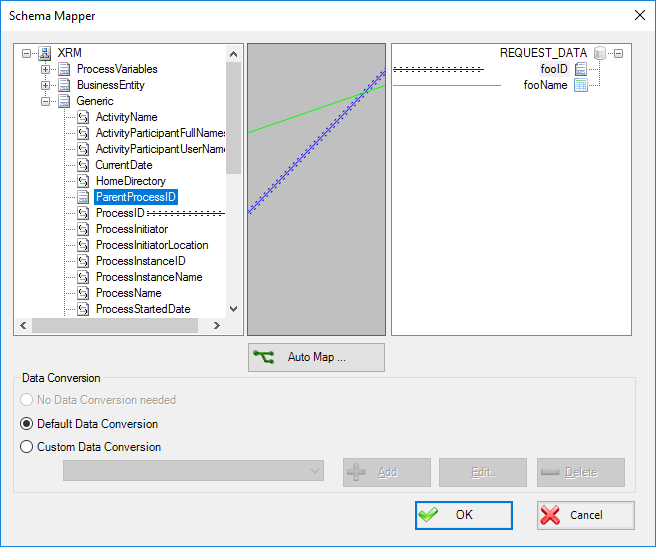 Schema Mapper
XRM
ProcessVariables
BusinessEntity
Generic
ActivityName
ActivityParticipantFullNames
ActivityParticipantUserName
CurrentDate
HomeDirectory
ParentProcessID
ProcessID
ProcessInitiator
ProcessInitiatorLocation
ProcessInstanceID
ProcessInstanceName
ProcessName
ProcessStartedDate
REQUEST_DATA
fooID
fooName
Auto Map ...
Data Conversion
No Data Conversion needed
Default Data Conversion
Custom Data Conversion
Add
Edit..
Delete
OK
Cancel